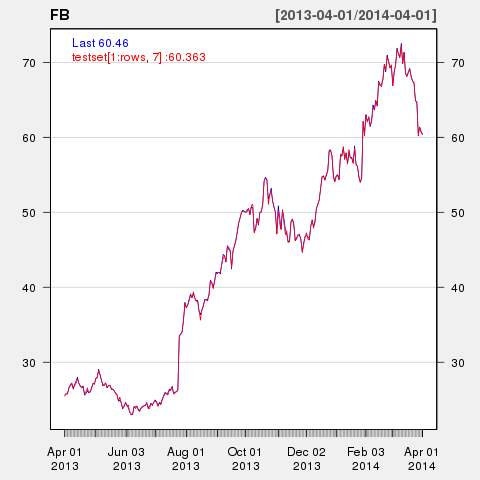 FB [2013-04-01/2014-04-01]
Last 60.46
testset[1:rows, 7] :60.363
70 70
60 60
50 50
40 40
30 30
Apr 01 Jun 03 Aug 01 Oct 01 Dec 02 Feb 03 Apr 01
2013 2013 2013 2013 2013 2014 2014